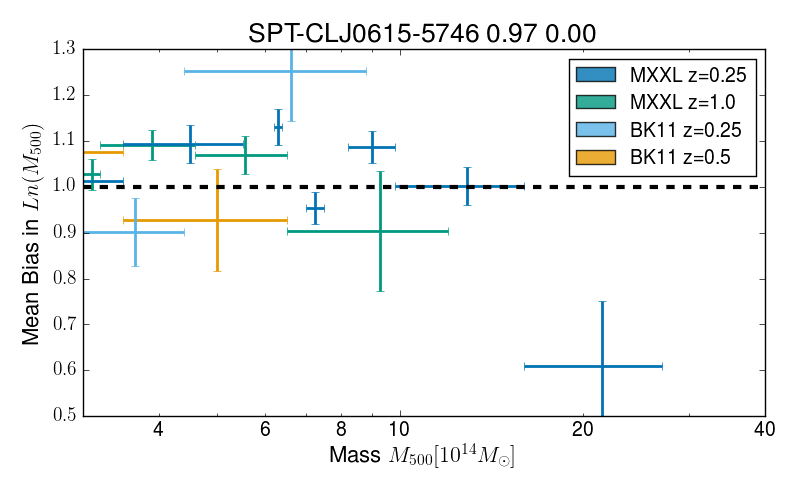 SPT-CLJ0615-5746 0.97 0.00
1.3
1.2
1.1
1.0
0.9
0.8
0.7
0.6
0.5
Mean Bias in Ln(M500)
MXXL z=0.25
MXXL z=1.0
BK11 z=0.25
BK11 z=0.5
4 6 8 10 20 40
Mass M500[10^14 M⊙]